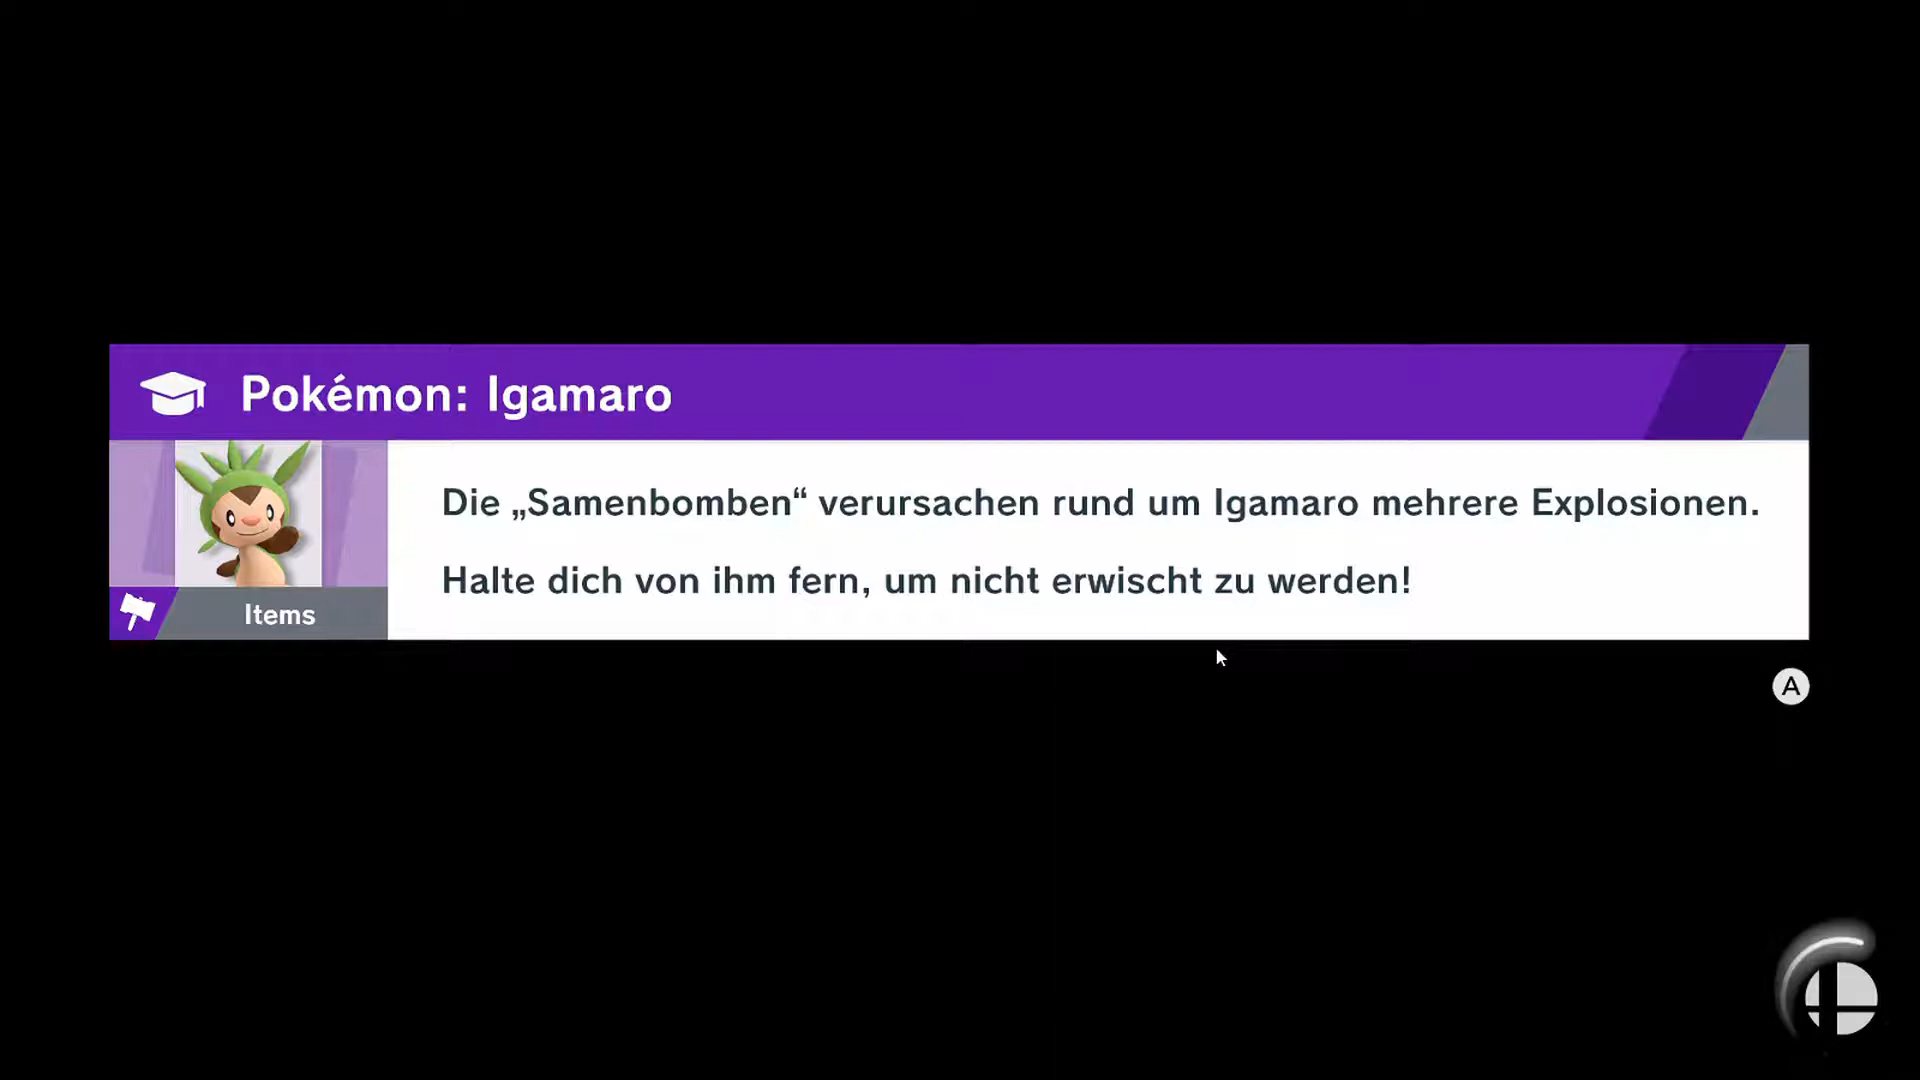 Pokémon: Igamaro
Die „Samenbomben“ verursachen rund um Igamaro mehrere Explosionen.
Halte dich von ihm fern, um nicht erwischt zu werden!
Items
A